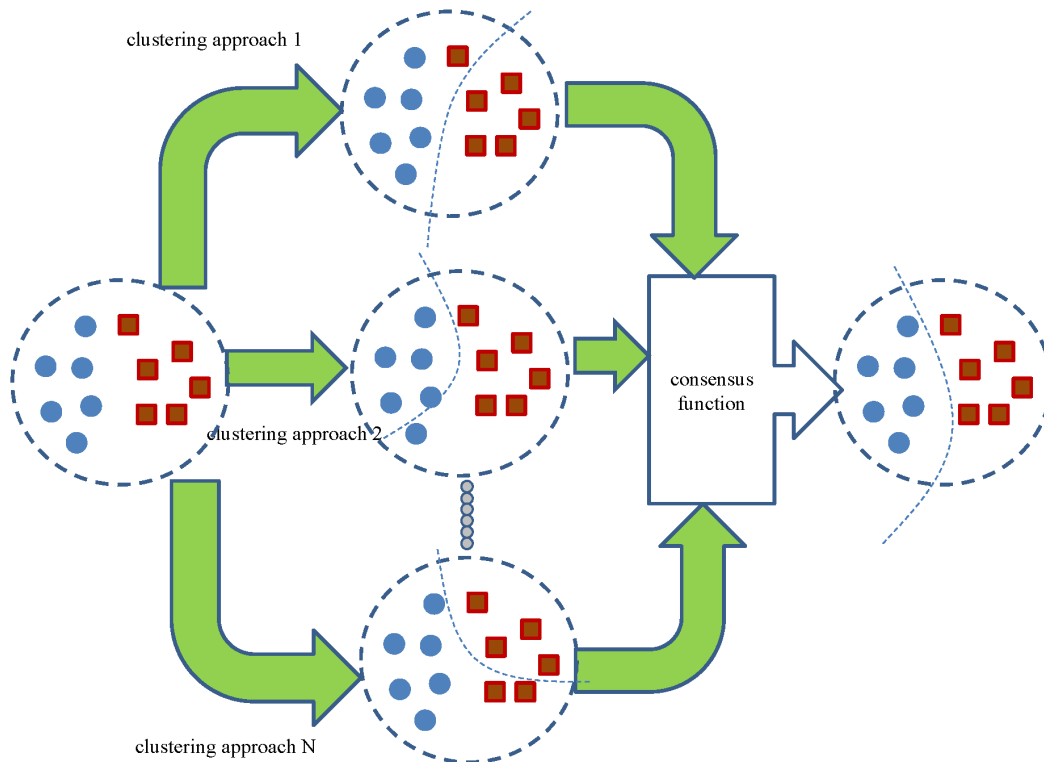 clustering approach 1
clustering approach 2
consensus
function
clustering approach N